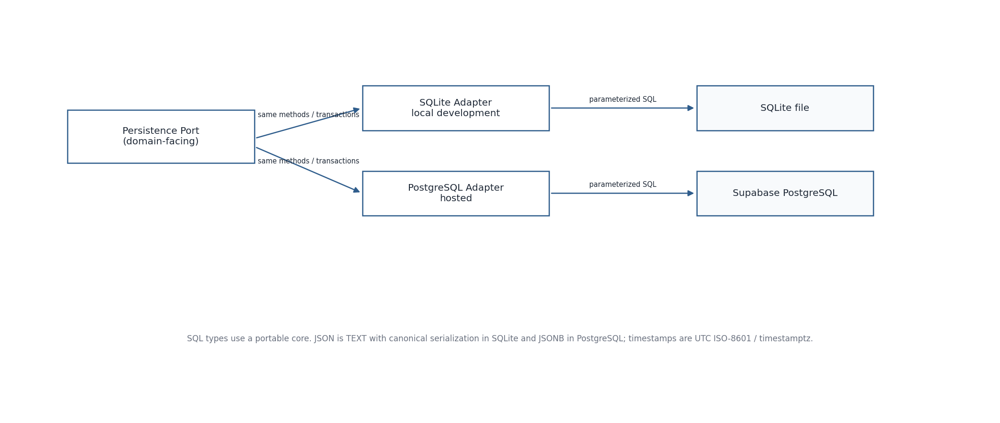 Persistence Port
(domain-facing)
same methods / transactions
same methods / transactions
SQLite Adapter
local development
PostgreSQL Adapter
hosted
parameterized SQL
parameterized SQL
SQLite file
Supabase PostgreSQL
SQL types use a portable core. JSON is TEXT with canonical serialization in SQLite and JSONB in PostgreSQL; timestamps are UTC ISO-8601 / timestamptz.